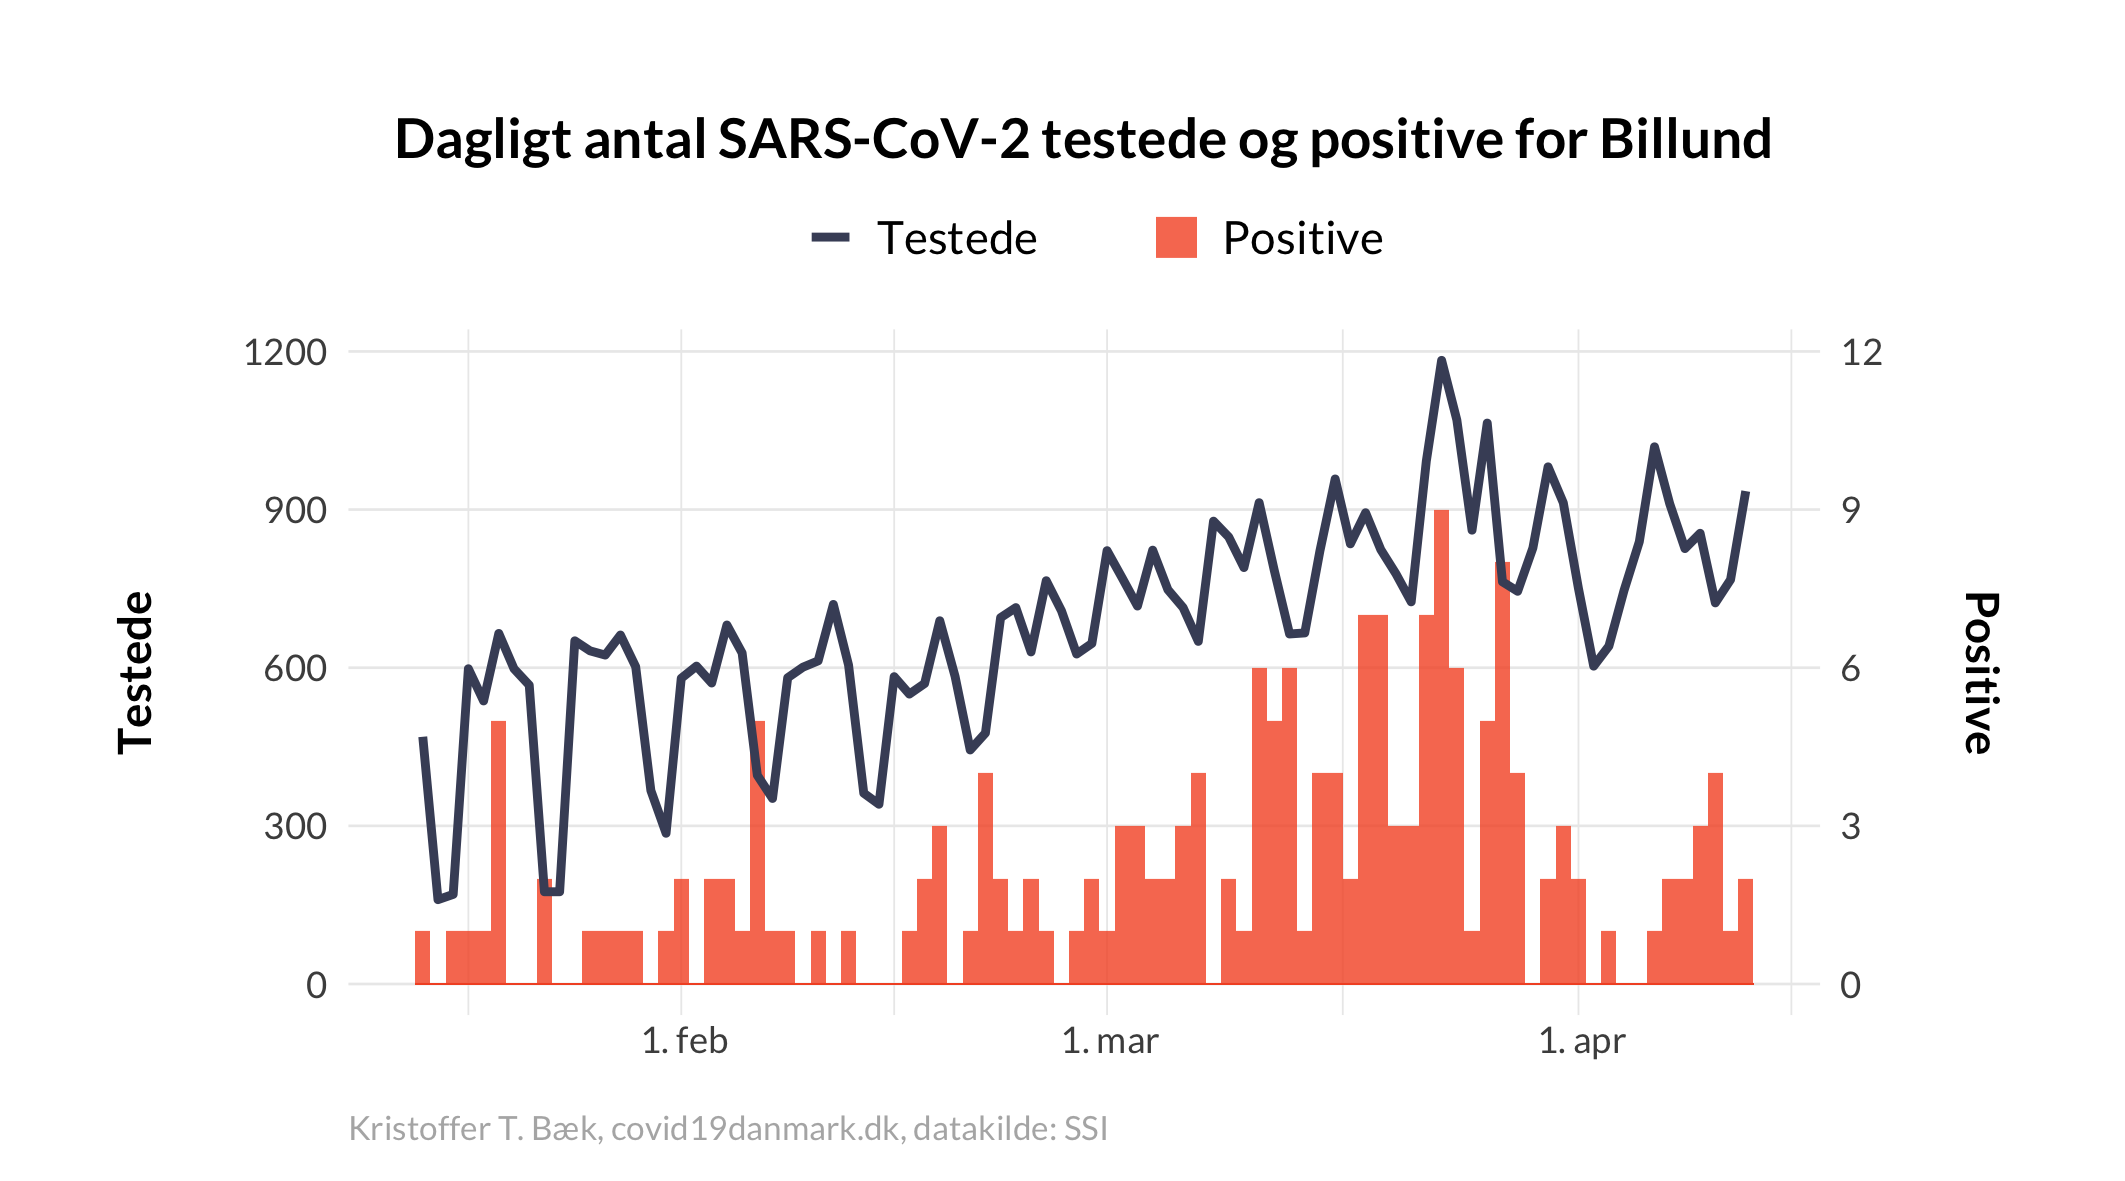 Dagligt antal SARS-CoV-2 testede og positive for Billund
Testede Positive
1200 12
900 9
600 6
300 3
0 0
Testede
Positive
1. feb 1. mar 1. apr
Kristoffer T. Bæk, covid19danmark.dk, datakilde: SSI